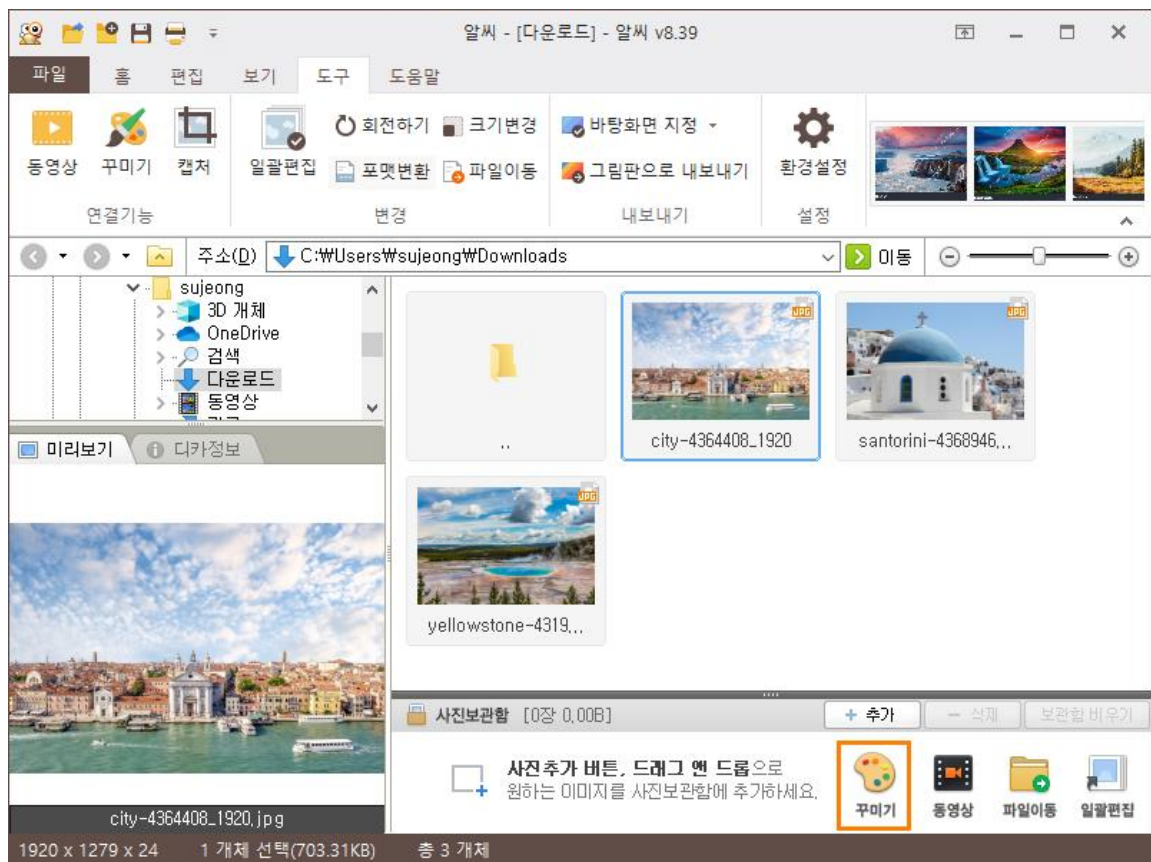 알씨 - [다운로드] - 알씨 v8.39
파일 홈 편집 보기 도구 도움말
동영상 꾸미기 캡처 일괄편집 회전하기 크기변경 바탕화면 지정 환경설정
포맷변환 파일이동 그림판으로 내보내기
연결기능 변경 내보내기 설정
주소(D) C:₩Users₩sujeong₩Downloads 이동
sujeong
3D 개체
OneDrive
검색
다운로드
동영상
미리보기 디카정보
..
JPG
city-4364408_1920
JPG
santorini-4368946,..
JPG
yellowstone-4319,..
city-4364408_1920.jpg
사진보관함 [0장 0.00B] + 추가 - 삭제 보관함 비우기
사진추가 버튼, 드래그 앤 드롭으로
원하는 이미지를 사진보관함에 추가하세요.
꾸미기 동영상 파일이동 일괄편집
1920 x 1279 x 24 1 개체 선택(703.31KB) 총 3 개체